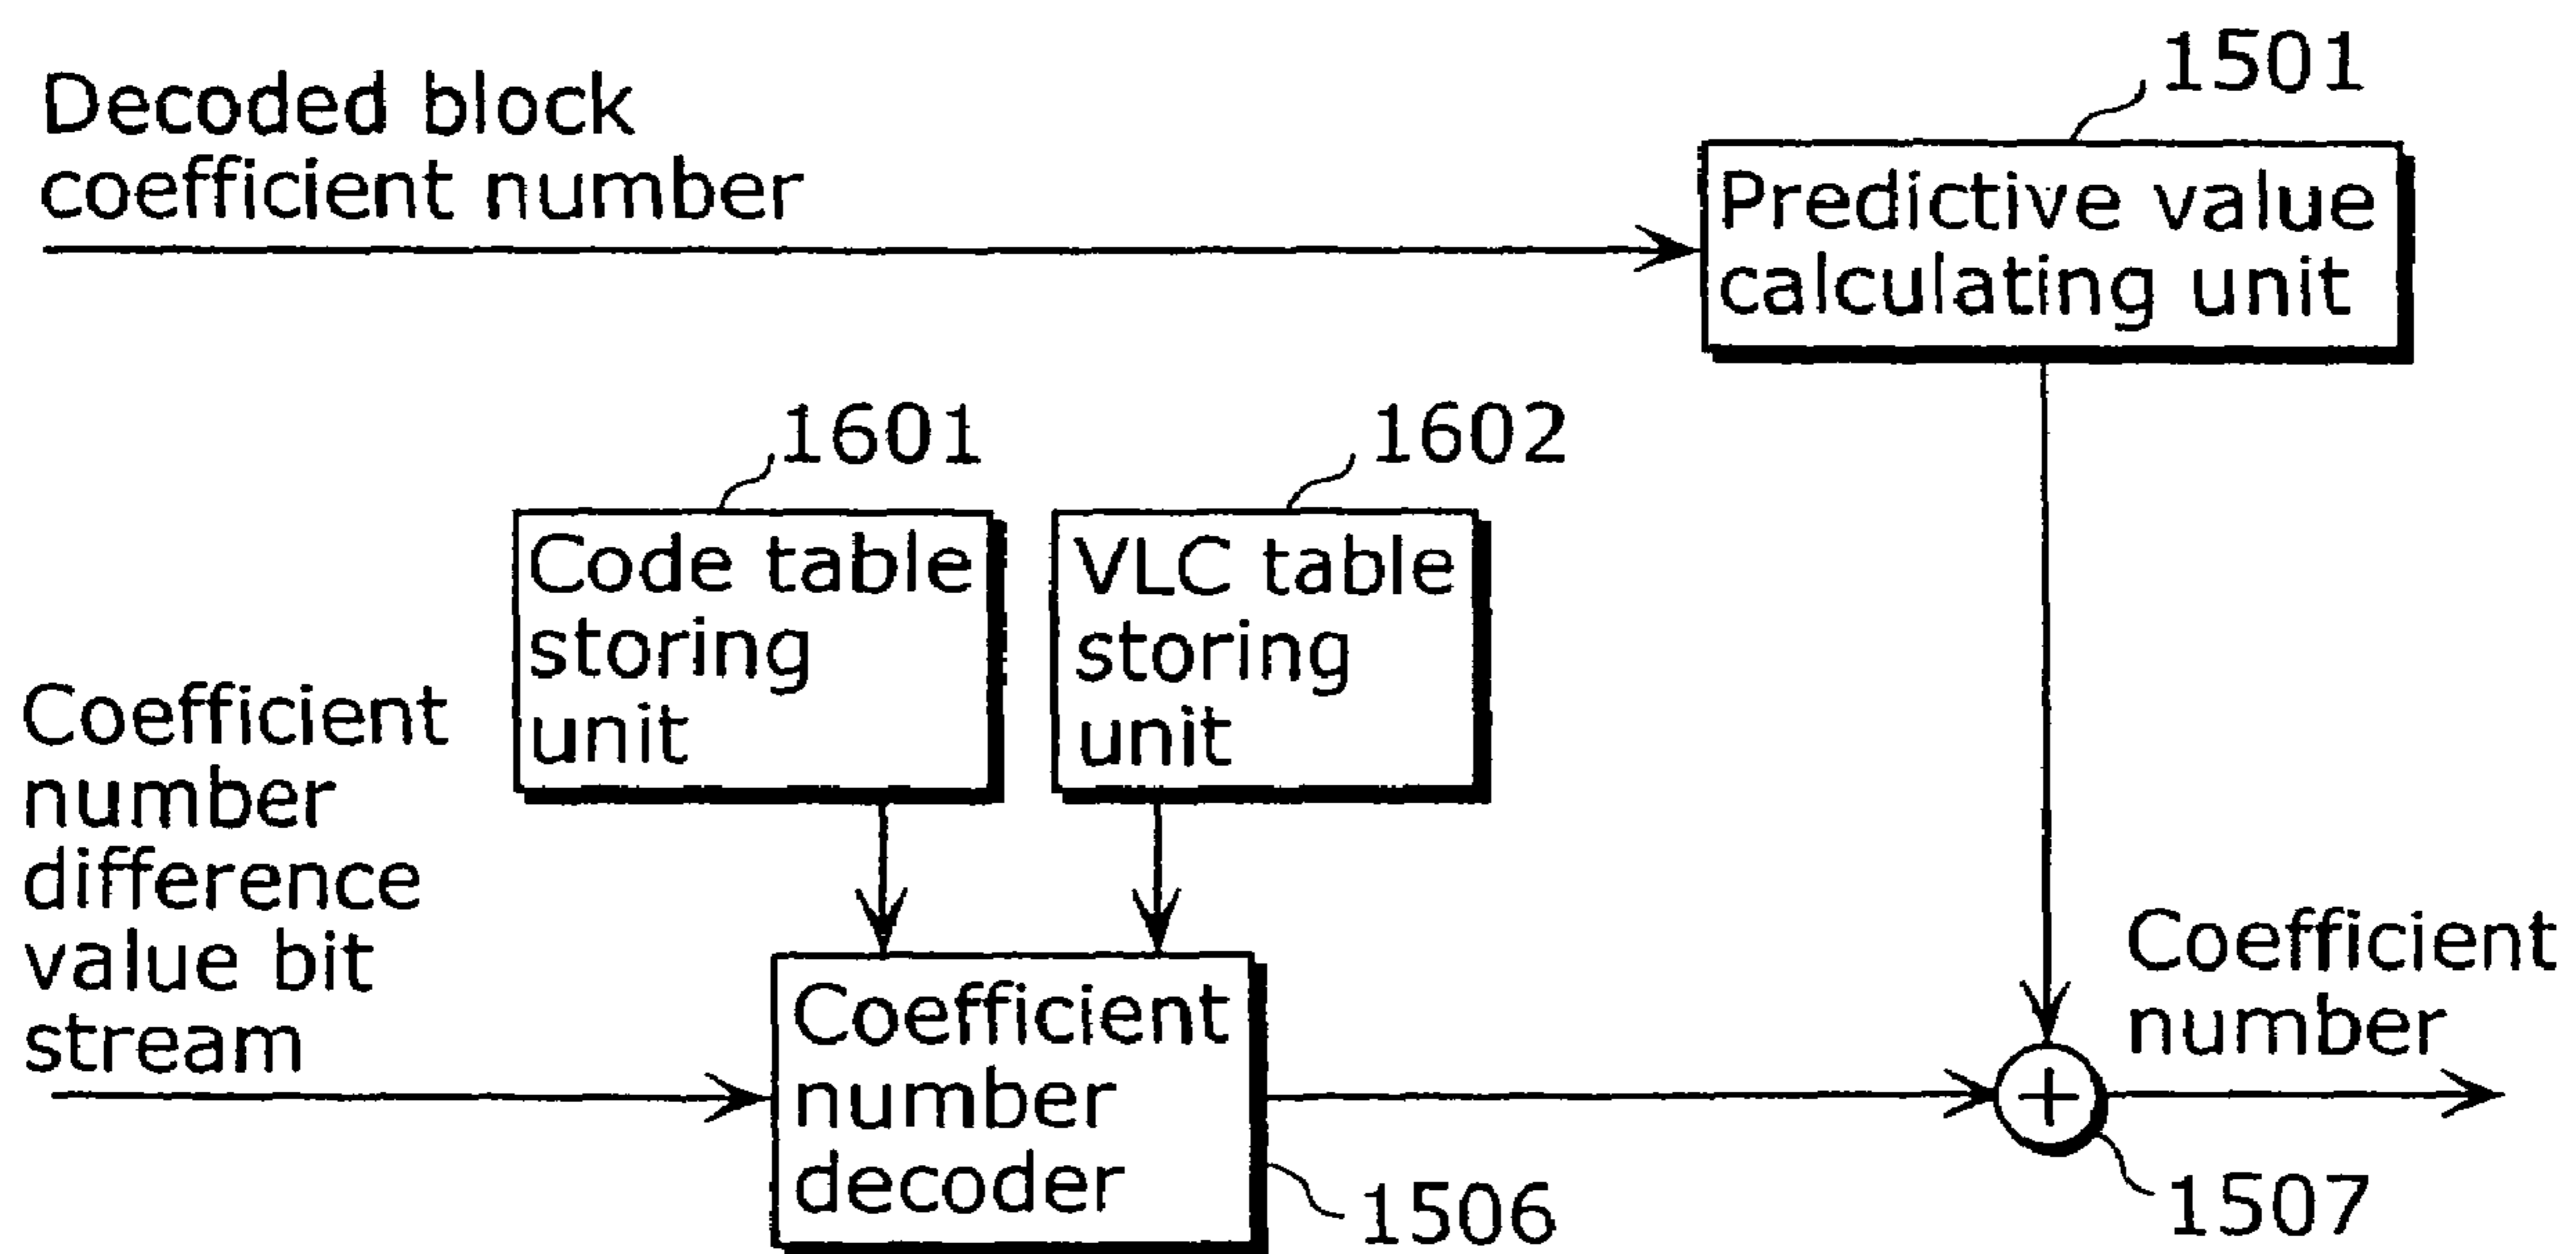 Decoded block
coefficient number
1501
Predictive value
calculating unit
1601
1602
Code table
storing
unit
VLC table
storing
unit
Coefficient
number
difference
value bit
stream
Coefficient
number
decoder
1506
+
Coefficient
number
1507